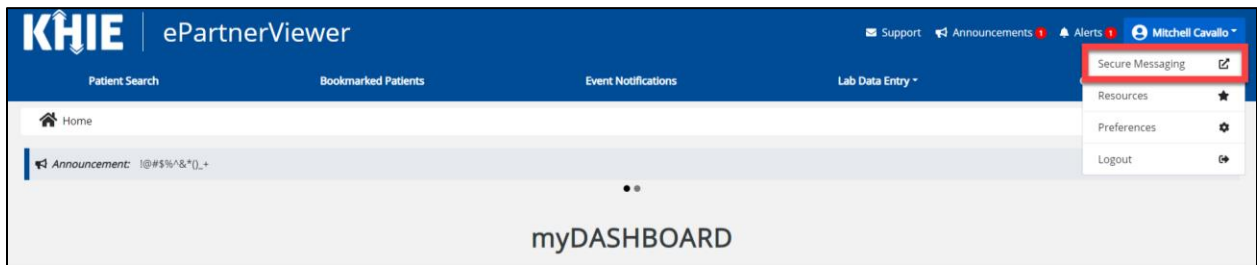 KHIE ePartnerViewer
Support Announcements 1 Alerts 1 Mitchell Cavallo
Secure Messaging
Patient Search Bookmarked Patients Event Notifications Lab Data Entry
Resources
Home
Preferences
Announcement: !@#$%^&*()_+
Logout
myDASHBOARD